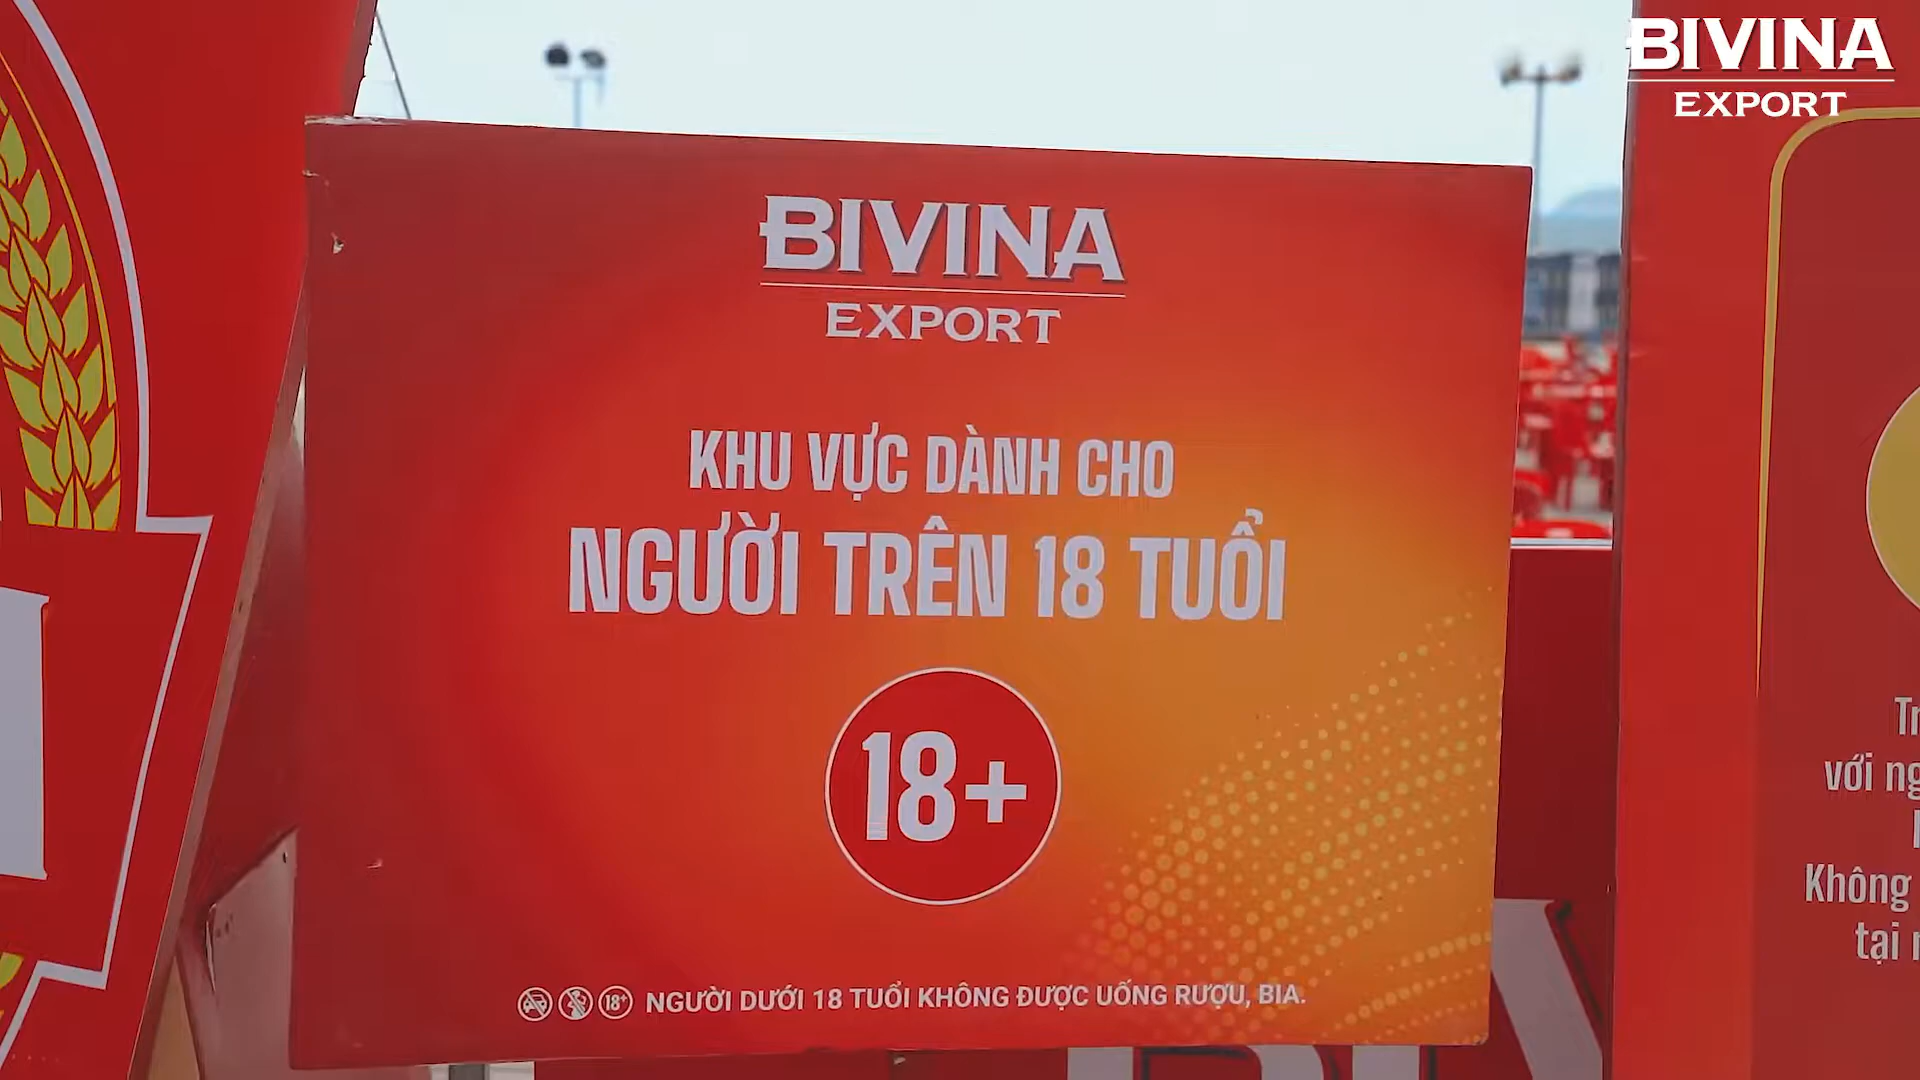 BIVINA
EXPORT
BIVINA
EXPORT
KHU VỰC DÀNH CHO
NGƯỜI TRÊN 18 TUỔI
18+
18+ NGƯỜI DƯỚI 18 TUỔI KHÔNG ĐƯỢC UỐNG RƯỢU, BIA.
với
Không
tại